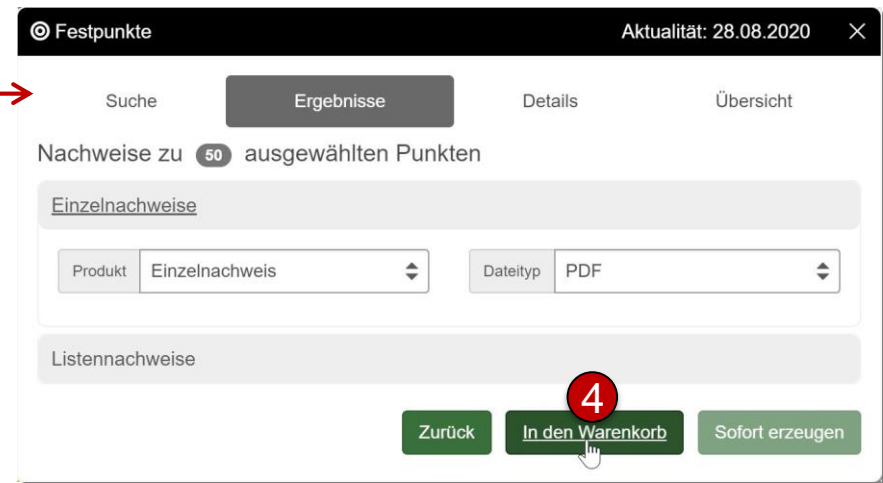 Festpunkte Aktualität: 28.08.2020
Suche Ergebnisse Details Übersicht
Nachweise zu 50 ausgewählten Punkten
Einzelnachweise
Produkt Einzelnachweis Dateityp PDF
Listennachweise
4
Zurück In den Warenkorb Sofort erzeugen